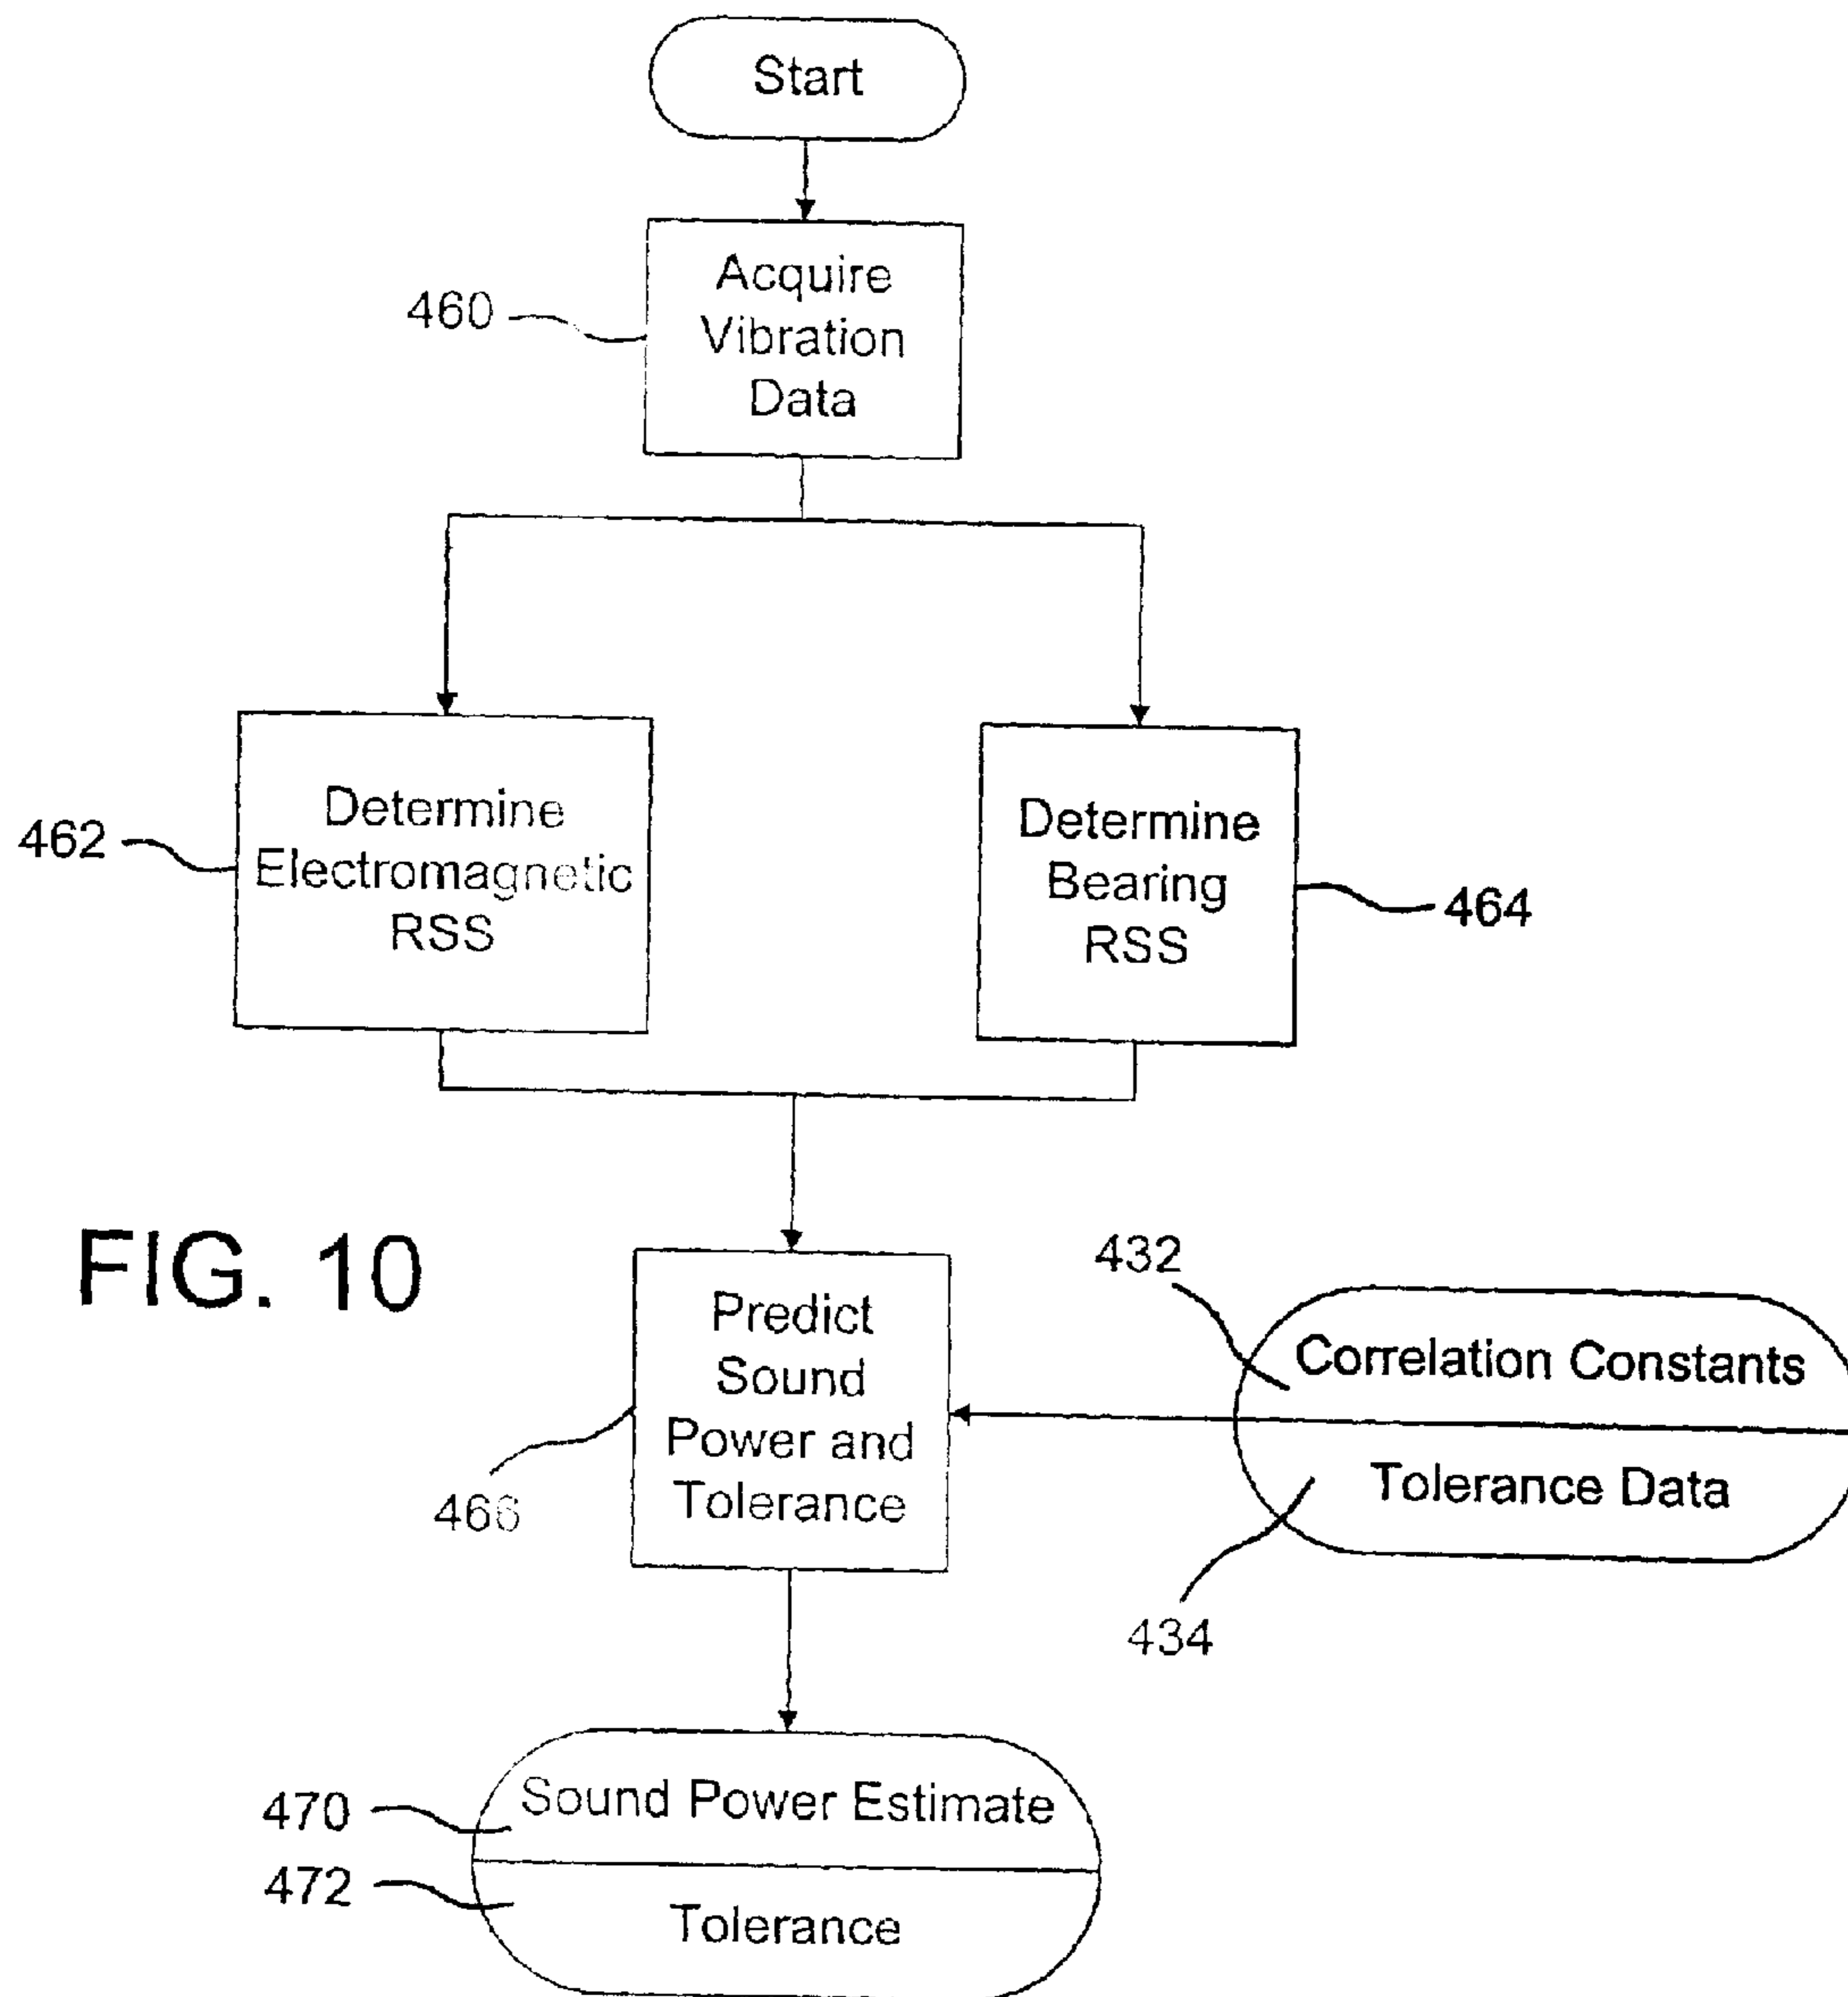 Start
460
Acquire
Vibration
Data
462
Determine
Electromagnetic
RSS
Determine
Bearing
RSS
464
FIG. 10
466
Predict
Sound
Power and
Tolerance
432
Correlation Constants
Tolerance Data
434
470
Sound Power Estimate
472
Tolerance